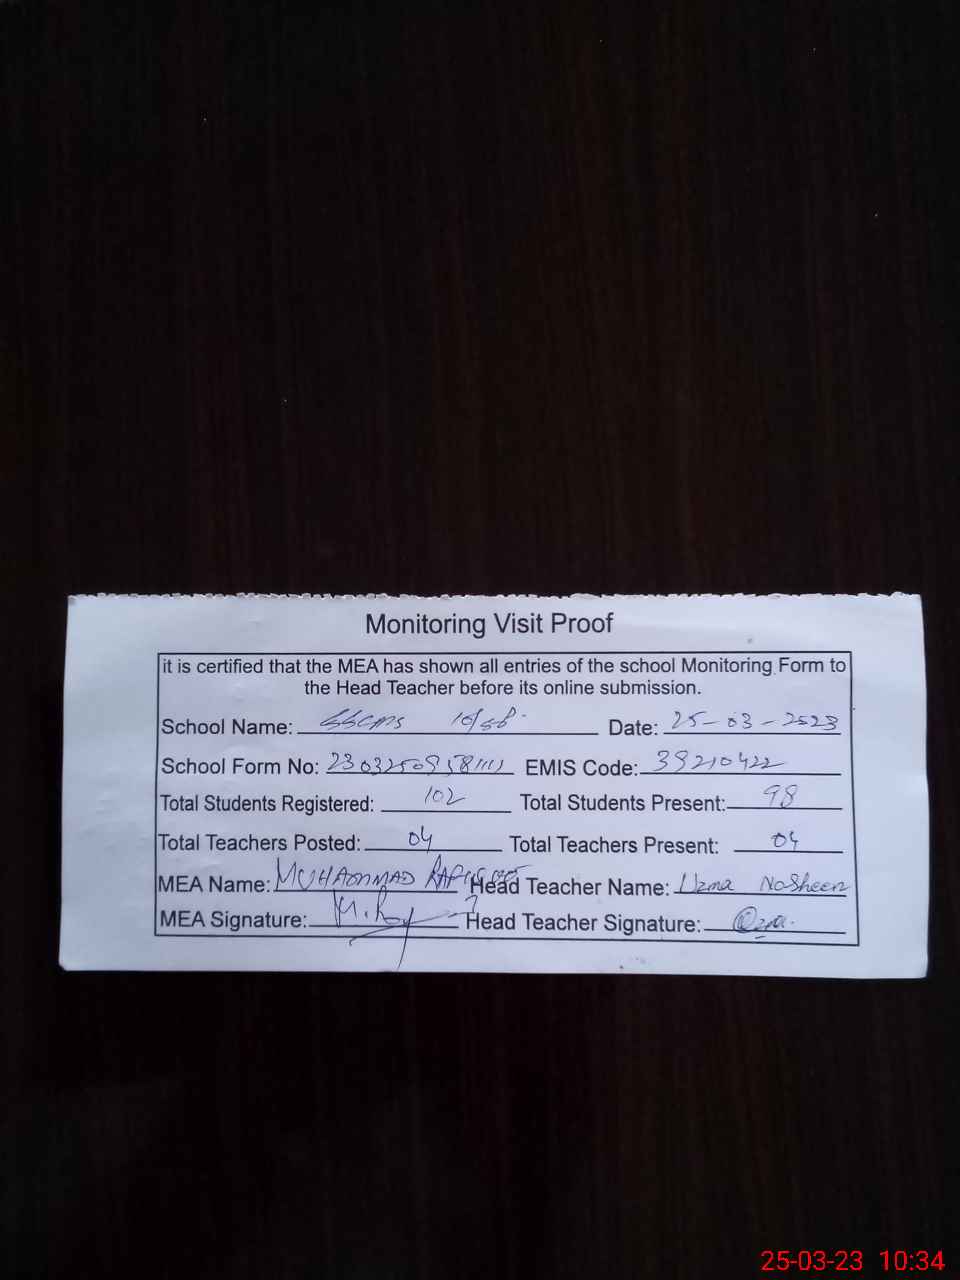 Monitoring Visit Proof
it is certified that the MEA has shown all entries of the school Monitoring Form to
the Head Teacher before its online submission.
School Name: Date: 25-03-2023
School Form No: EMIS Code: 39210422
Total Students Registered: 102 Total Students Present: 98
Total Teachers Posted: 04 Total Teachers Present: 04
MEA Name: MUHAMMAD Head Teacher Name: Uzma Nosheen
MEA Signature: Head Teacher Signature:
25-03-23 10:34